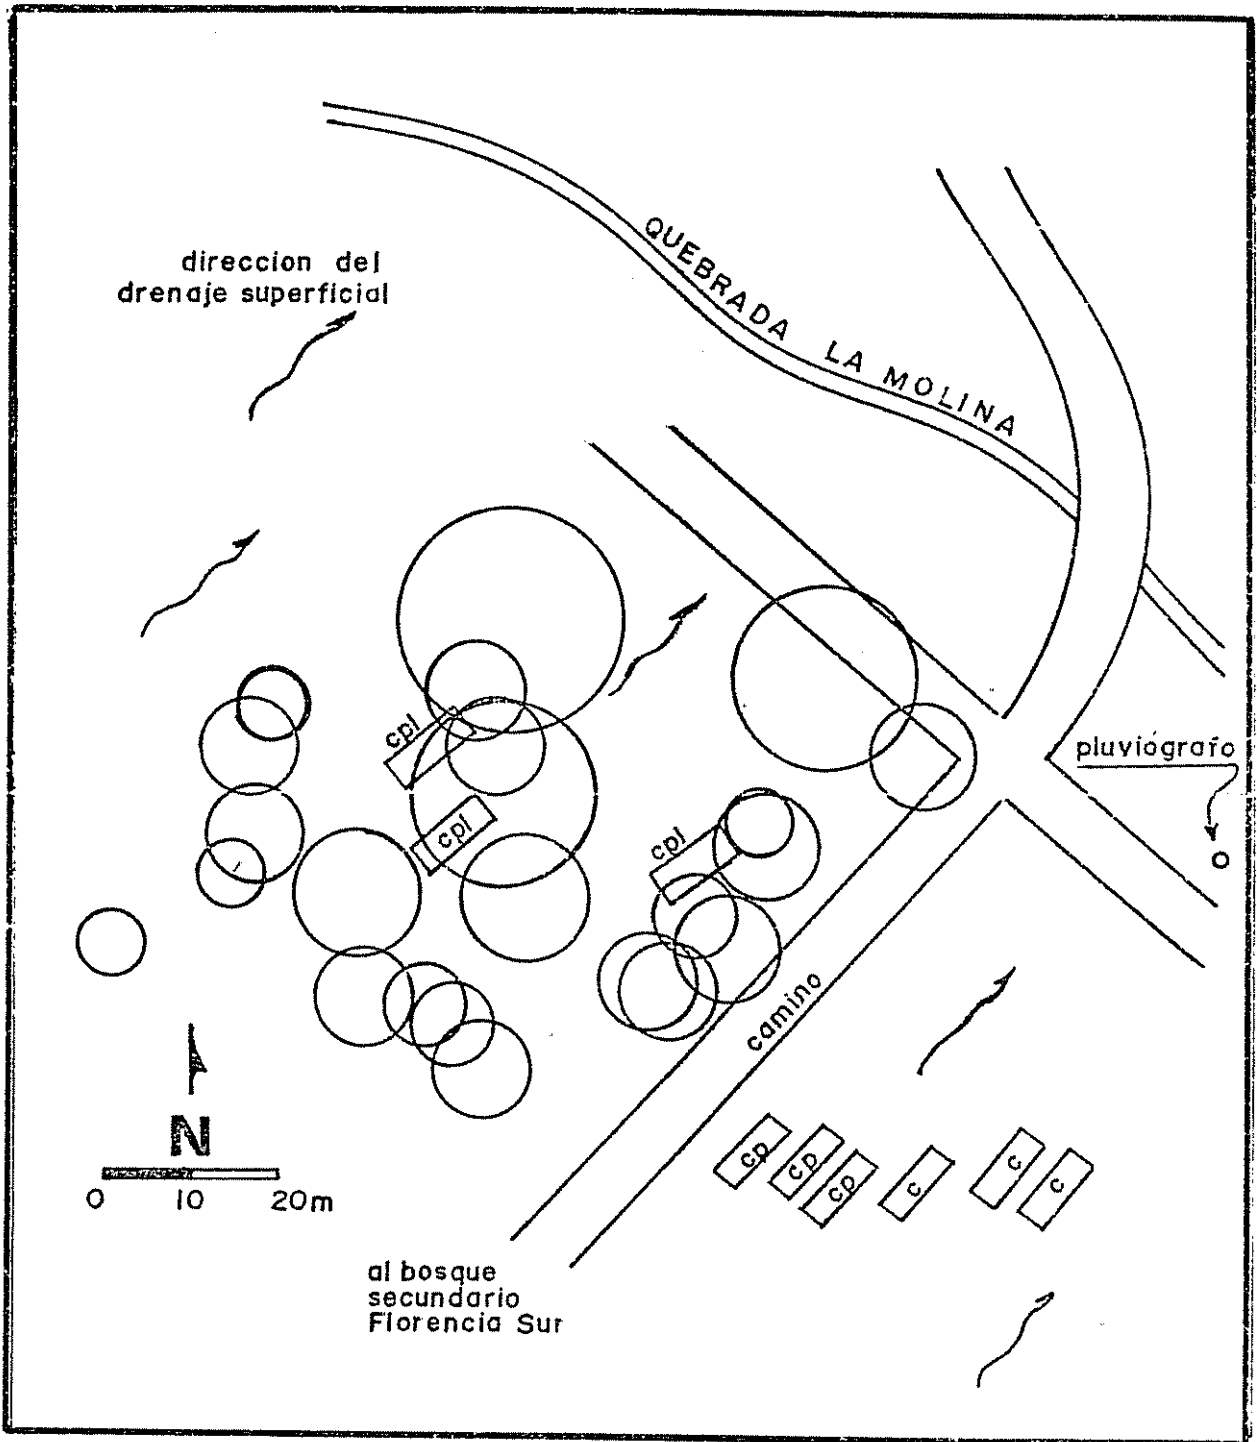 direccion del
drenaje superficial
QUEBRADA LA MOLINA
pluviógrafo
cpl
cpl
cpl
camino
N
0 10 20m
cp
cp
cp
c
c
c
al bosque
secundario
Florencia Sur